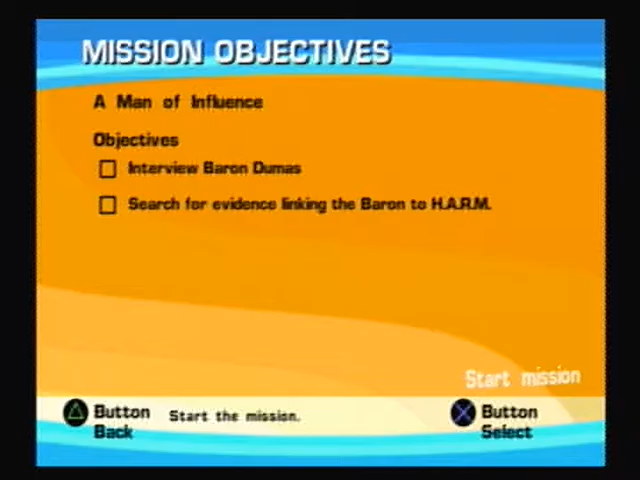 MISSION OBJECTIVES
A Man of Influence
Objectives
Interview Baron Dumas
Search for evidence linking the Baron to H.A.R.M.
Start mission
Button Back
Start the mission.
Button Select